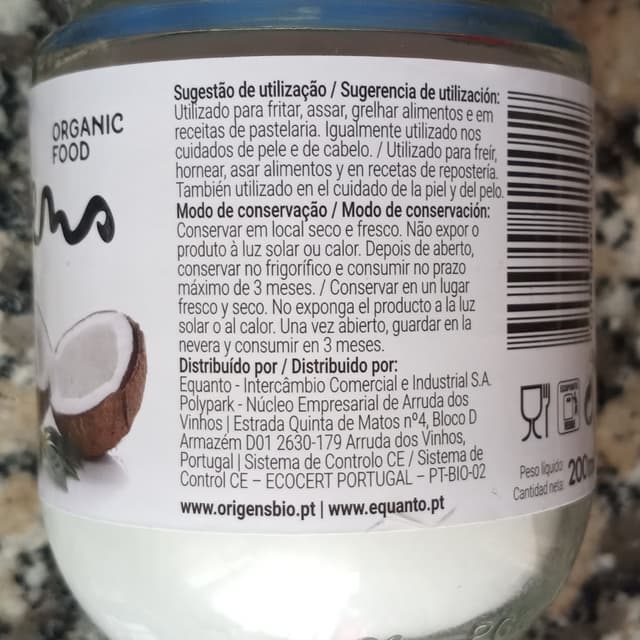 ORGANIC
FOOD
Sugestão de utilização / Sugerencia de utilización:
Utilizado para fritar, assar, grelhar alimentos e em
receitas de pastelaria. Igualmente utilizado nos
cuidados de pele e de cabelo. / Utilizado para freír,
hornear, asar alimentos y en recetas de repostería.
También utilizado en el cuidado de la piel y del pelo.
Modo de conservação / Modo de conservación:
Conservar em local seco e fresco. Não expor o
produto à luz solar ou calor. Depois de aberto,
conservar no frigorífico e consumir no prazo
máximo de 3 meses. / Conservar en un lugar
fresco y seco. No exponga el producto a la luz
solar o al calor. Una vez abierto, guardar en la
nevera y consumir en 3 meses.
Distribuído por / Distribuido por:
Equanto - Intercâmbio Comercial e Industrial S.A.
Polypark - Núcleo Empresarial de Arruda dos
Vinhos | Estrada Quinta de Matos nº4, Bloco D
Armazém D01 2630-179 Arruda dos Vinhos,
Portugal | Sistema de Controlo CE / Sistema de
Control CE – ECOCERT PORTUGAL – PT-BIO-02
www.origensbio.pt | www.equanto.pt
Peso líquido
Cantidad neta:
200